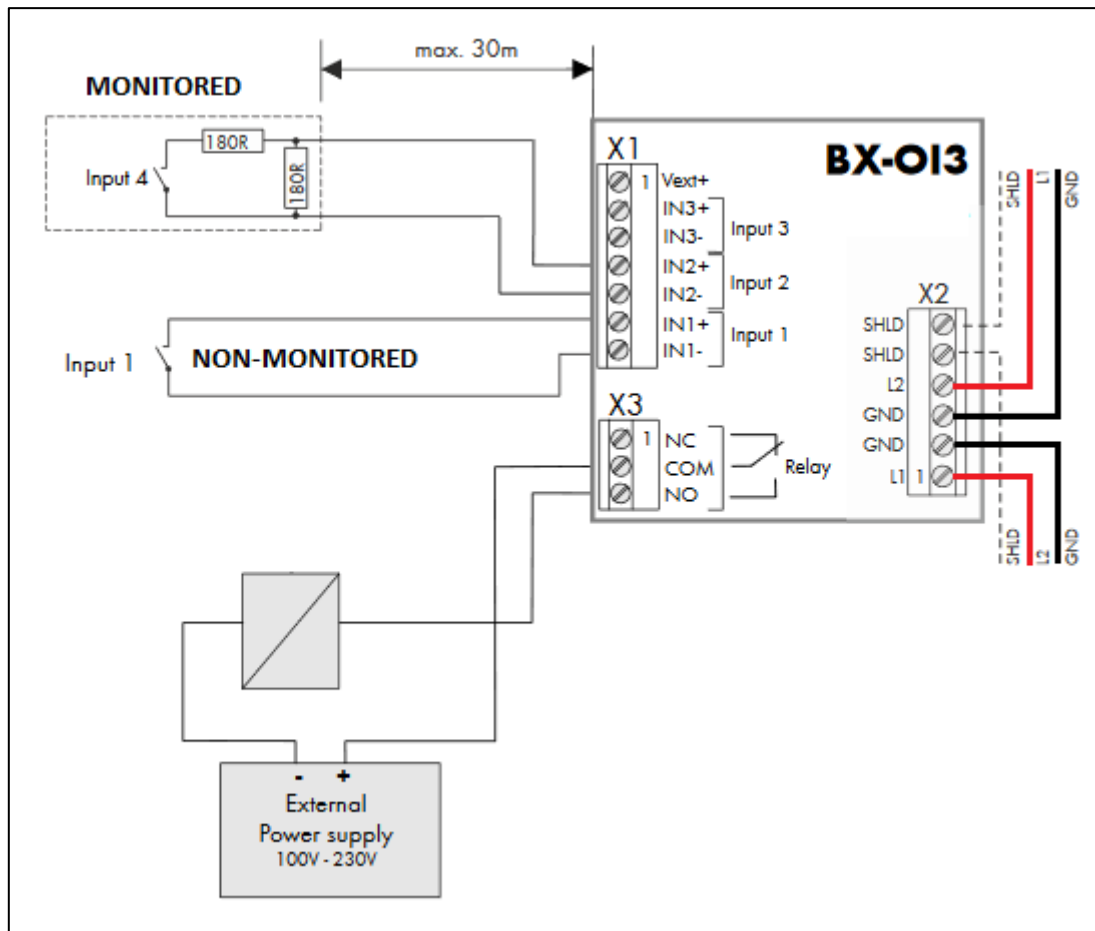 max. 30m
MONITORED
180R
180R
Input 4
X1
BX-OI3
1 Vext+
IN3+
IN3-
Input 3
IN2+
IN2-
Input 2
IN1+
IN1-
Input 1
Input 1
NON-MONITORED
SHLD
L1
GND
X2
SHLD
SHLD
L2
GND
GND
L1 1
X3
1 NC
COM
NO
Relay
SHLD
L2
GND
- +
External
Power supply
100V - 230V